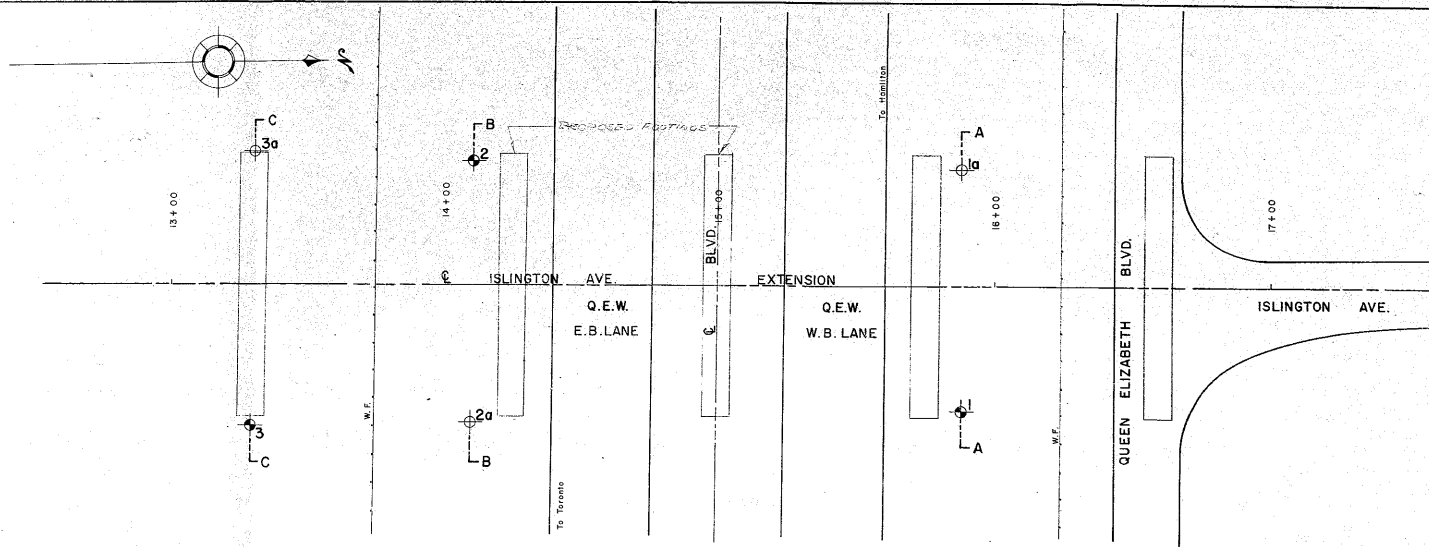 N
C
3a
B
2
PROPOSED FOOTINGS
To Hamilton
A
1a
13+00
14+00
BLVD. 15+00
16+00
17+00
℄ ISLINGTON AVE. EXTENSION
Q.E.W.
E.B. LANE
℄
Q.E.W.
W.B. LANE
QUEEN ELIZABETH BLVD.
ISLINGTON AVE.
W.F.
W.F.
3
C
2a
B
1
A
To Toronto